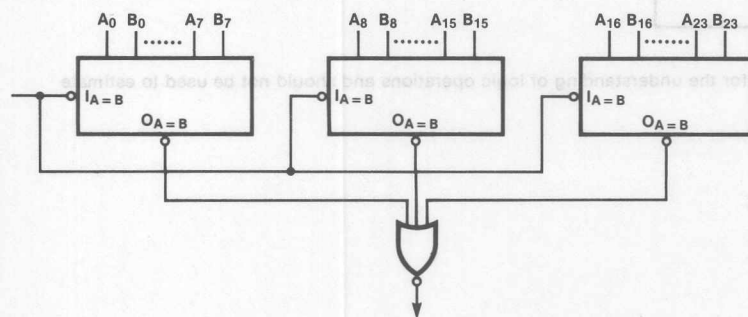 A0 B0 ...... A7 B7 A8 B8 ........ A15 B15 A16 B16 ........ A23 B23
for the understanding of logic operations and should not be used to estimate
IA = B IA = B IA = B
OA = B OA = B OA = B